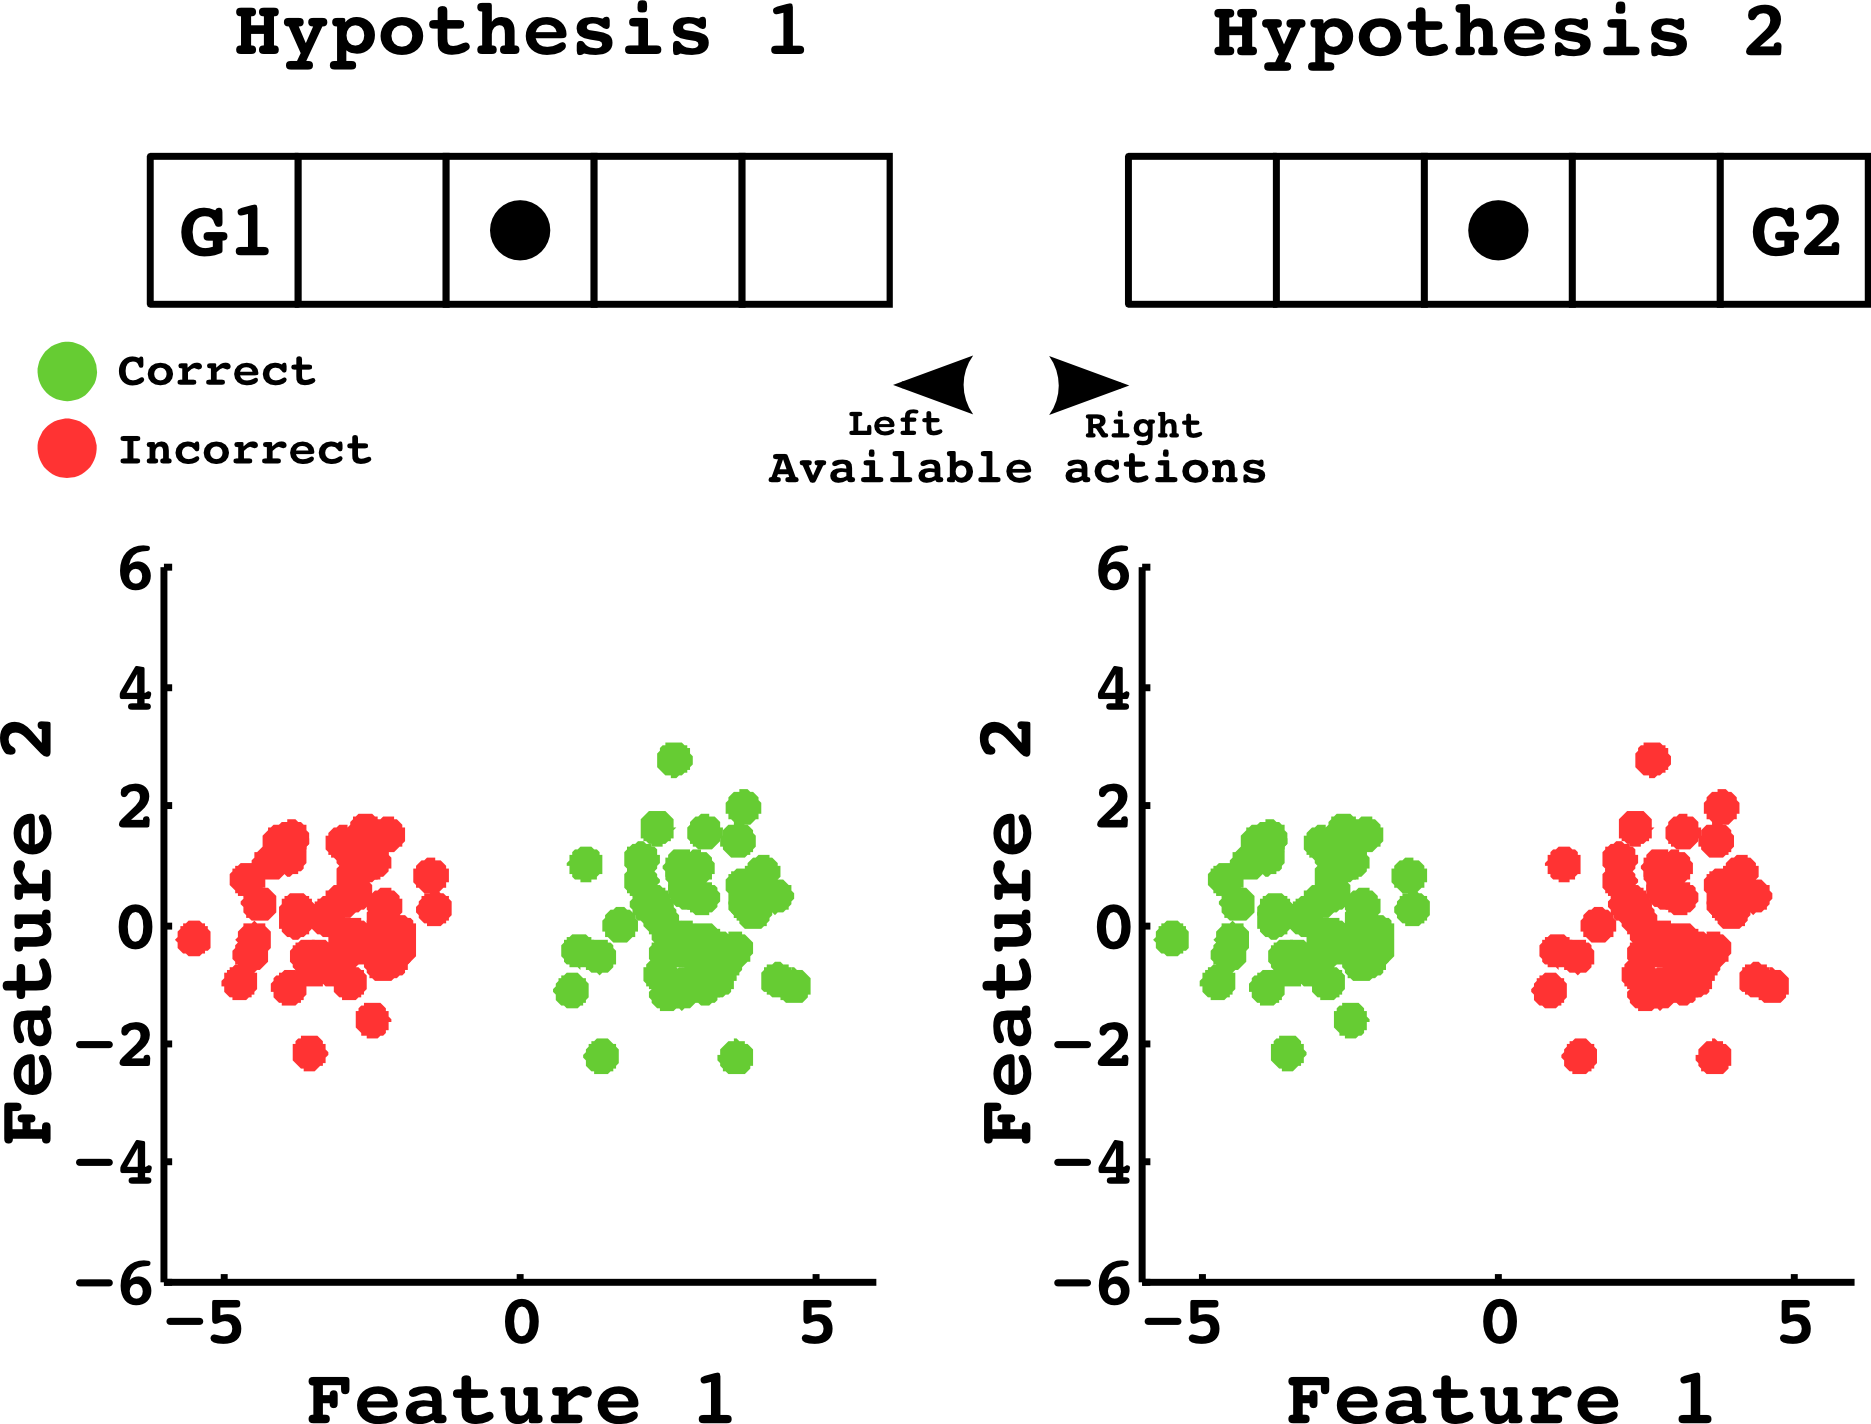 Hypothesis 1
Hypothesis 2
G1
G2
Correct
Incorrect
Left
Right
Available actions
6
4
2
0
−2
−4
−6
Feature 2
−5
0
5
Feature 1
6
4
2
0
−2
−4
−6
Feature 2
−5
0
5
Feature 1